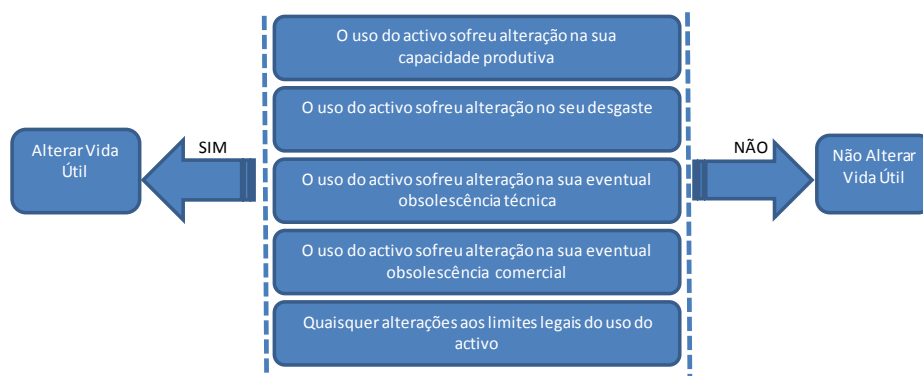 O uso do activo sofreu alteração na sua
capacidade produtiva
O uso do activo sofreu alteração no seu desgaste
SIM
NÃO
Alterar Vida
Útil
Não Alterar
Vida Útil
O uso do activo sofreu alteração na sua eventual
obsolescência técnica
O uso do activo sofreu alteração na sua eventual
obsolescência comercial
Quaisquer alterações aos limites legais do uso do
activo